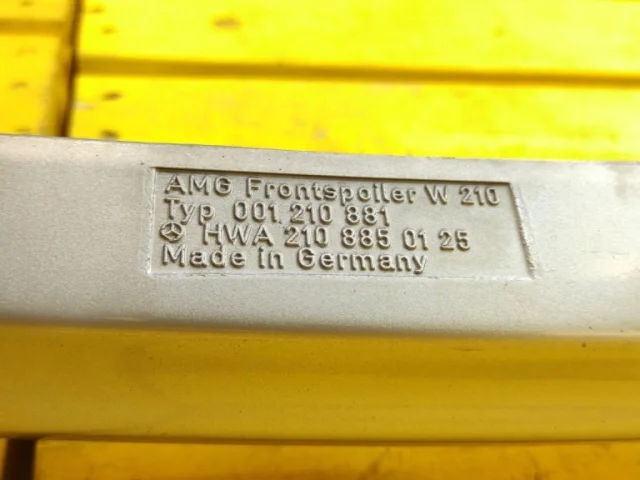 AMG Frontspoiler W 210
Typ 001. 210 881
HWA 210 885 01 25
Made in Germany